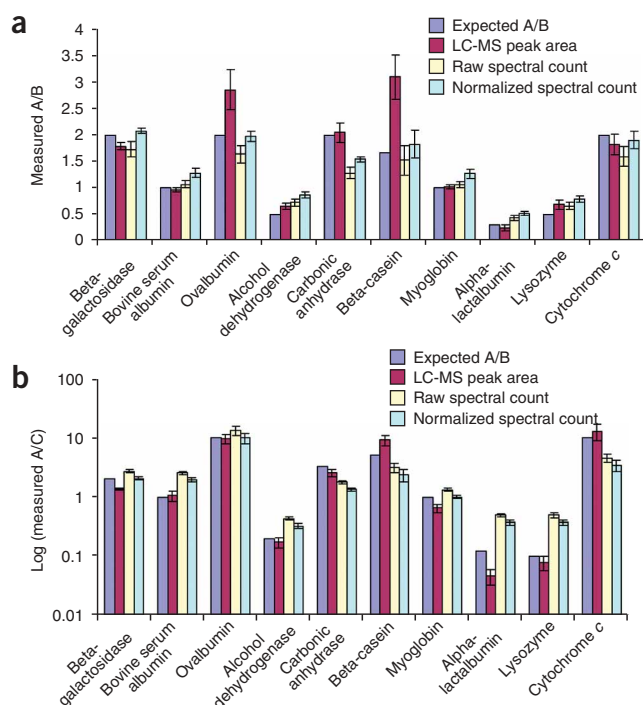 a
Expected A/B
LC-MS peak area
Raw spectral count
Normalized spectral count
Measured A/B
4
3.5
3
2.5
2
1.5
1
0.5
0
Beta-
galactosidase
Bovine serum
albumin
Ovalbumin
Alcohol
dehydrogenase
Carbonic
anhydrase
Beta-casein
Myoglobin
Alpha-
lactalbumin
Lysozyme
Cytochrome c
b
Expected A/B
LC-MS peak area
Raw spectral count
Normalized spectral count
Log (measured A/C)
100
10
1
0.1
0.01
Beta-
galactosidase
Bovine serum
albumin
Ovalbumin
Alcohol
dehydrogenase
Carbonic
anhydrase
Beta-casein
Myoglobin
Alpha-
lactalbumin
Lysozyme
Cytochrome c